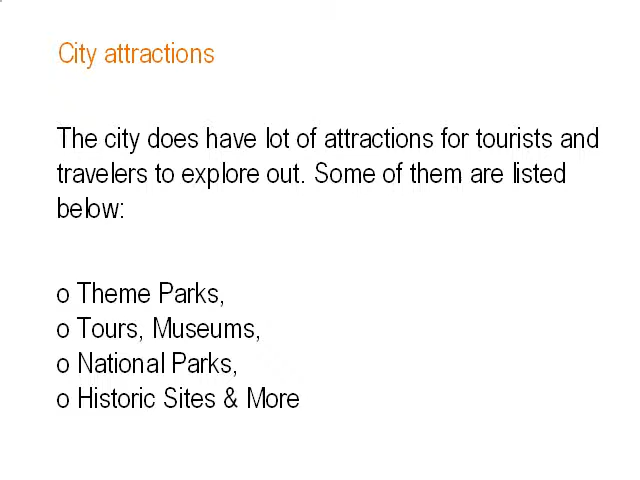 City attractions
The city does have lot of attractions for tourists and
travelers to explore out. Some of them are listed
below:
o Theme Parks,
o Tours, Museums,
o National Parks,
o Historic Sites & More